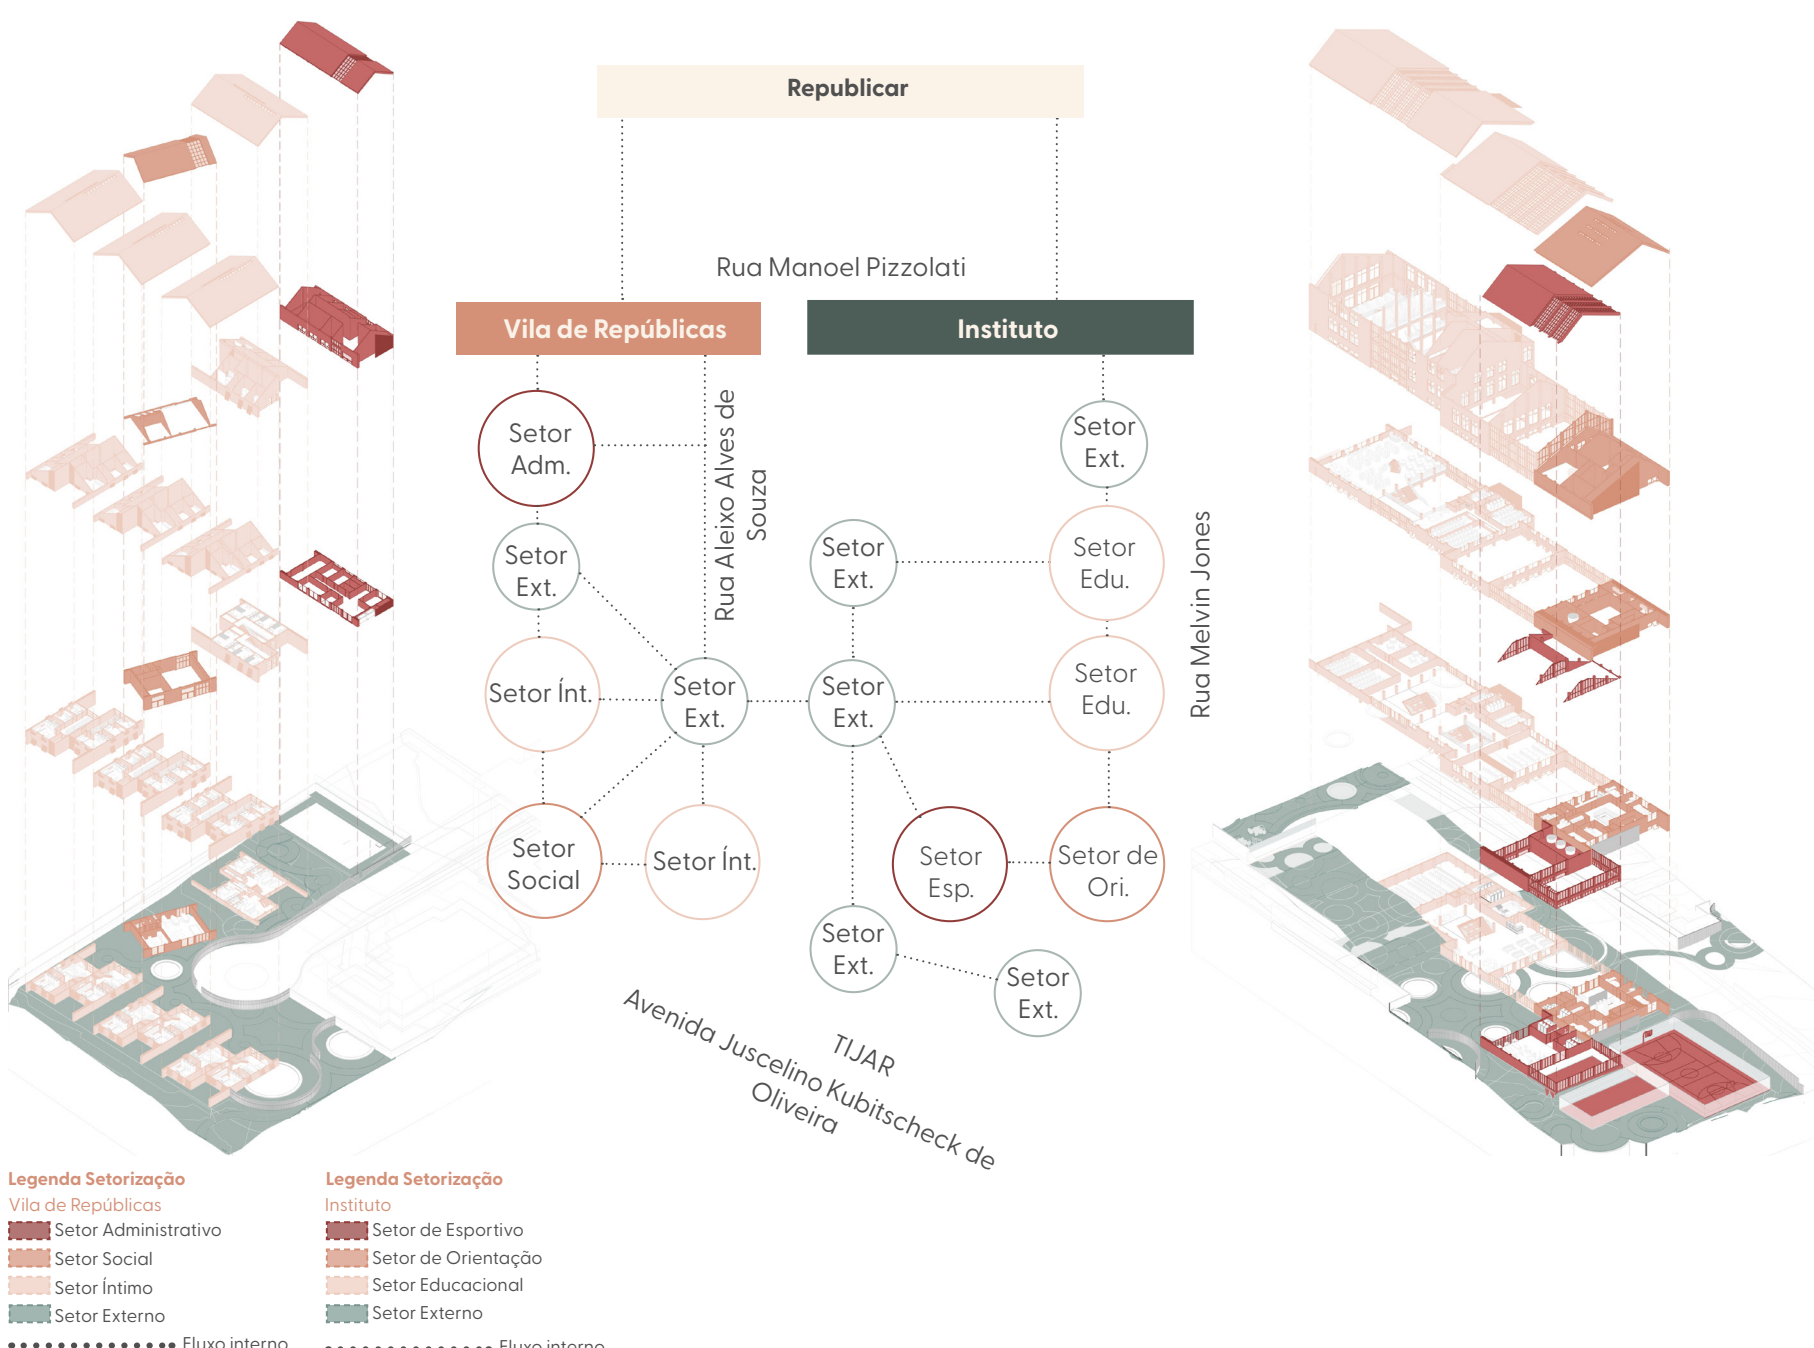 Republicar
Rua Manoel Pizzolati
Vila de Repúblicas
Instituto
Setor
Adm.
Rua Aleixo Alves de
Souza
Setor
Ext.
Setor
Ext.
Setor
Ext.
Setor
Edu.
Rua Melvin Jones
Setor Ínt.
Setor
Ext.
Setor
Ext.
Setor
Edu.
Setor
Social
Setor Ínt.
Setor
Esp.
Setor de
Ori.
Setor
Ext.
Setor
Ext.
TIJAR
Avenida Juscelino Kubitscheck de
Oliveira
Legenda Setorização
Vila de Repúblicas
Setor Administrativo
Setor Social
Setor Íntimo
Setor Externo
Fluxo interno
Legenda Setorização
Instituto
Setor de Esportivo
Setor de Orientação
Setor Educacional
Setor Externo
Fluxo interno